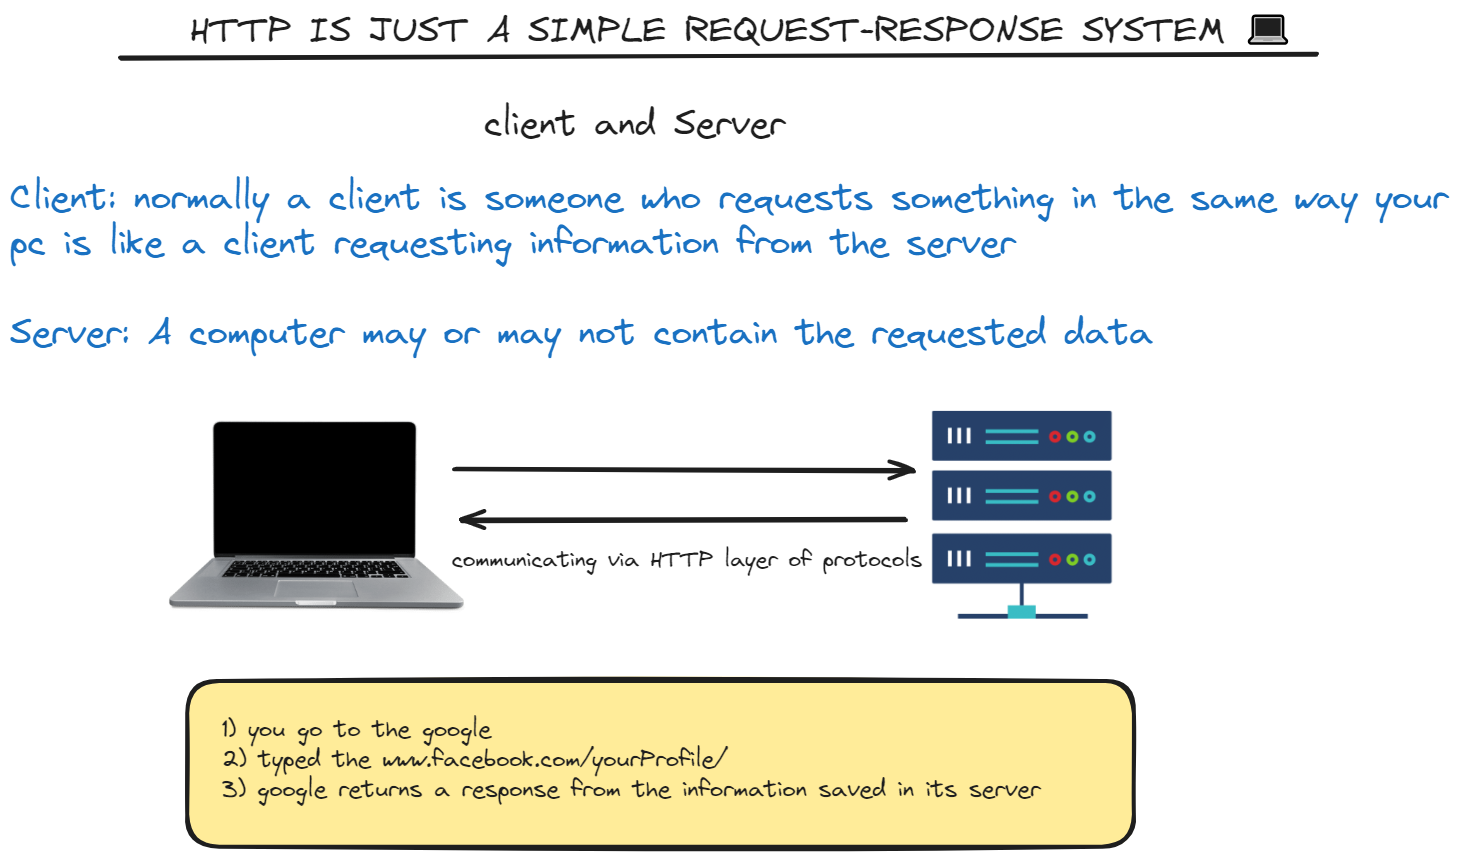 HTTP IS JUST A SIMPLE REQUEST-RESPONSE SYSTEM 💻
client and Server
Client: normally a client is someone who requests something in the same way your
pc is like a client requesting information from the server
Server: A computer may or may not contain the requested data
communicating via HTTP layer of protocols
1) you go to the google
2) typed the www.facebook.com/yourProfile/
3) google returns a response from the information saved in its server